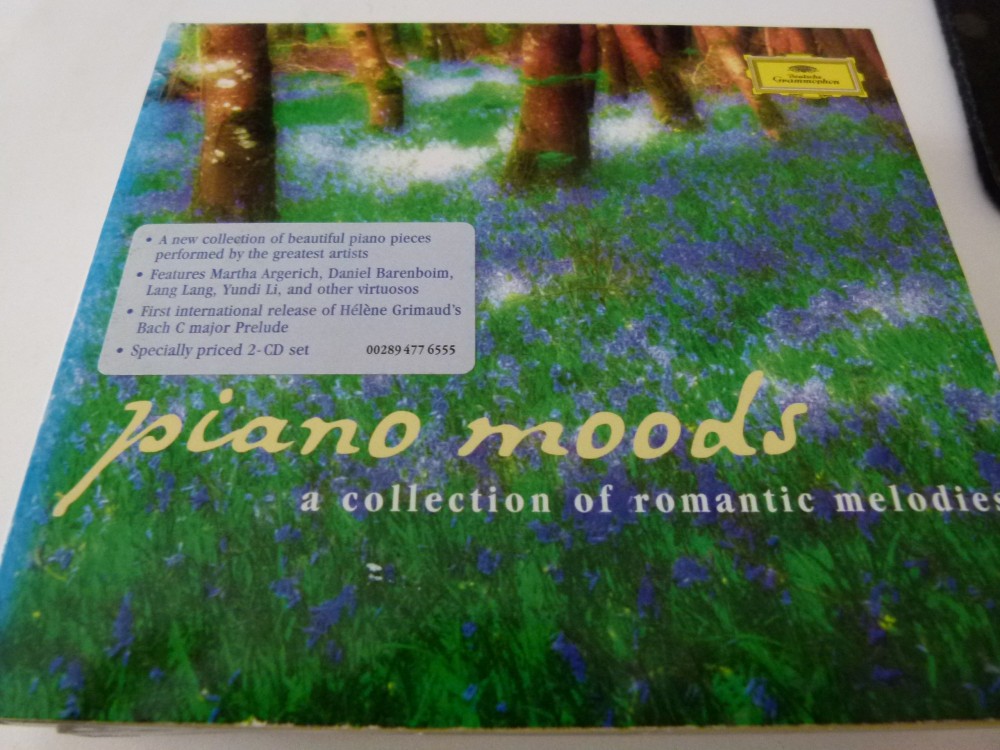 Deutsche
Grammophon
• A new collection of beautiful piano pieces
performed by the greatest artists
• Features Martha Argerich, Daniel Barenboim,
Lang Lang, Yundi Li, and other virtuosos
• First international release of Hélène Grimaud's
Bach C major Prelude
• Specially priced 2-CD set 00289 477 6555
piano moods
a collection of romantic melodies